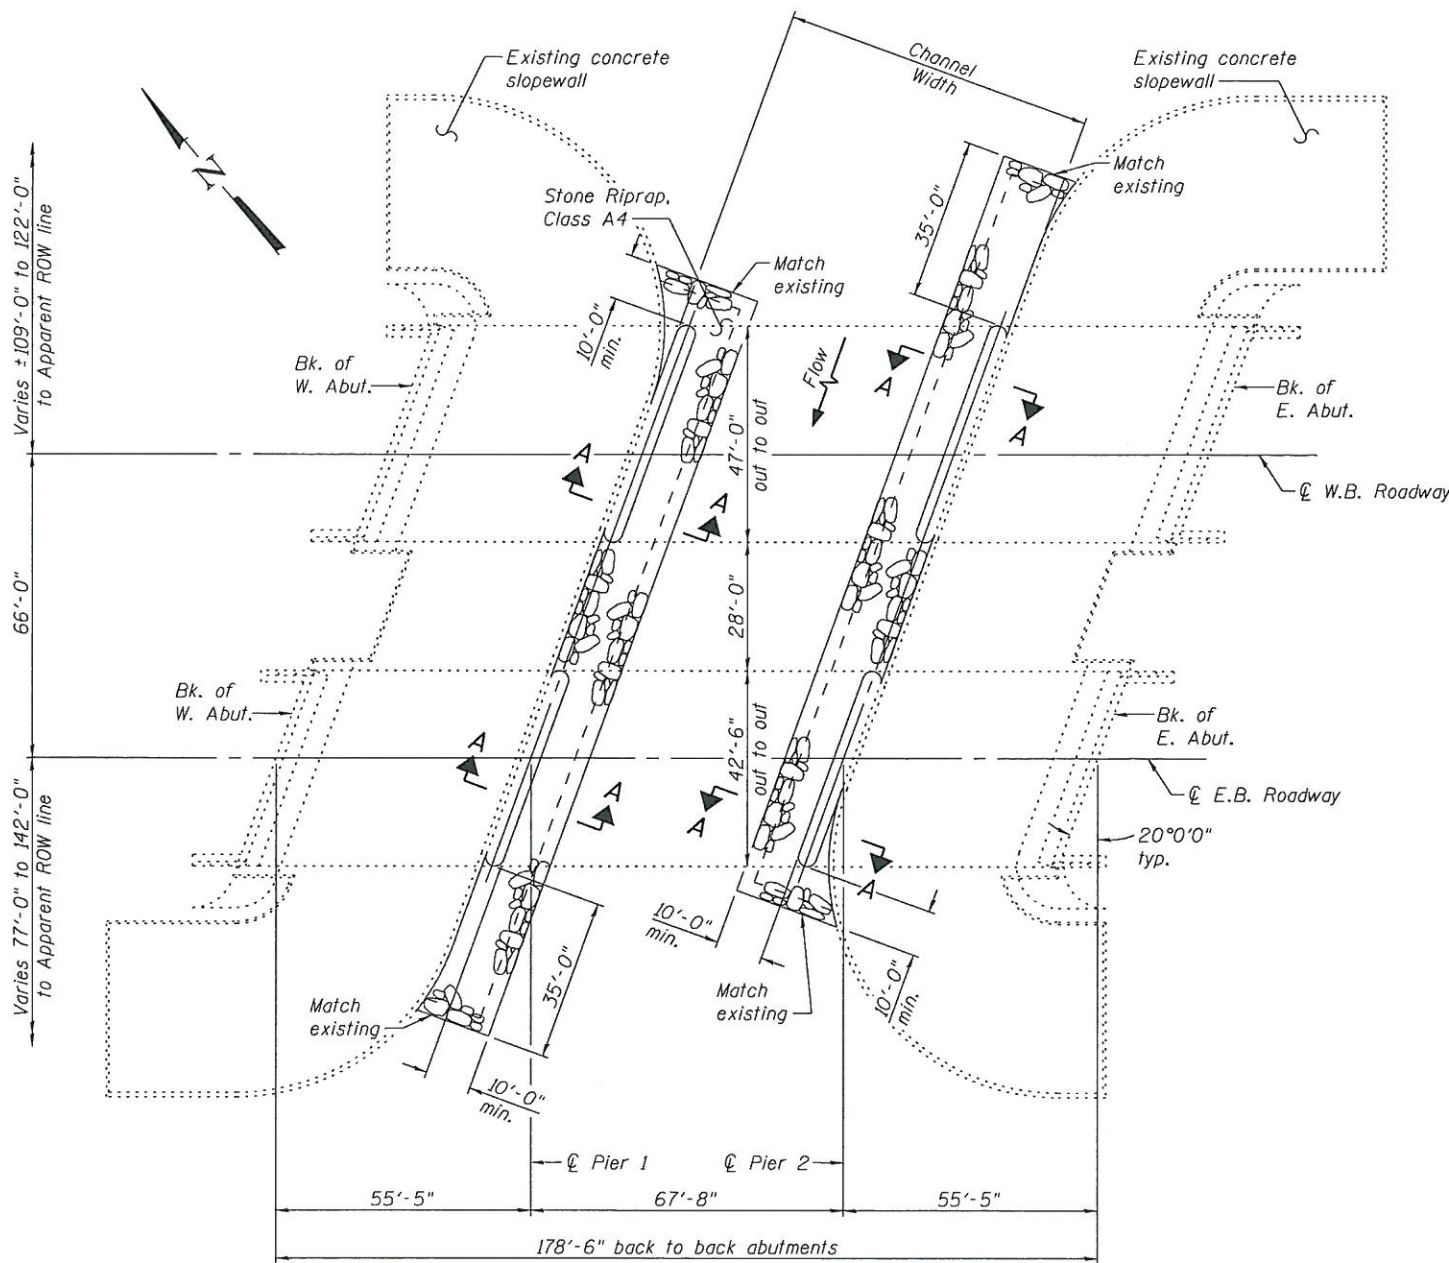 Existing concrete
slopewall
Channel
Width
Existing concrete
slopewall
N
Varies ±109'-0" to 122'-0"
to Apparent ROW line
Stone Riprap,
Class A4
35'-0"
Match
existing
Match
existing
10'-0"
min.
Bk. of
W. Abut.
Flow
A
A
Bk. of
E. Abut.
47'-0"
out to out
A
A
℄ W.B. Roadway
66'-0"
28'-0"
Bk. of
W. Abut.
Bk. of
E. Abut.
A
42'-6"
out to out
A
A
℄ E.B. Roadway
20°0'0"
typ.
A
Varies 77'-0" to 142'-0"
to Apparent ROW line
10'-0"
min.
35'-0"
Match
existing
Match
existing
10'-0"
min.
10'-0"
min.
℄ Pier 1
℄ Pier 2
55'-5"
67'-8"
55'-5"
178'-6" back to back abutments